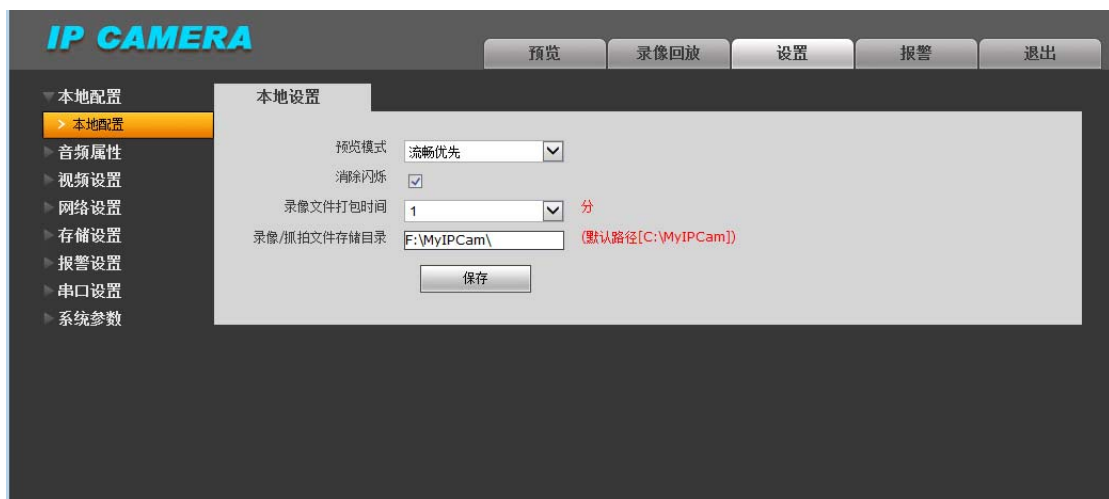 IP CAMERA
预览 录像回放 设置 报警 退出
本地配置
> 本地配置
音频属性
视频设置
网络设置
存储设置
报警设置
串口设置
系统参数
本地设置
预览模式 流畅优先
消除闪烁
录像文件打包时间 1 分
录像/抓拍文件存储目录 F:\MyIPCam\ (默认路径[C:\MyIPCam])
保存